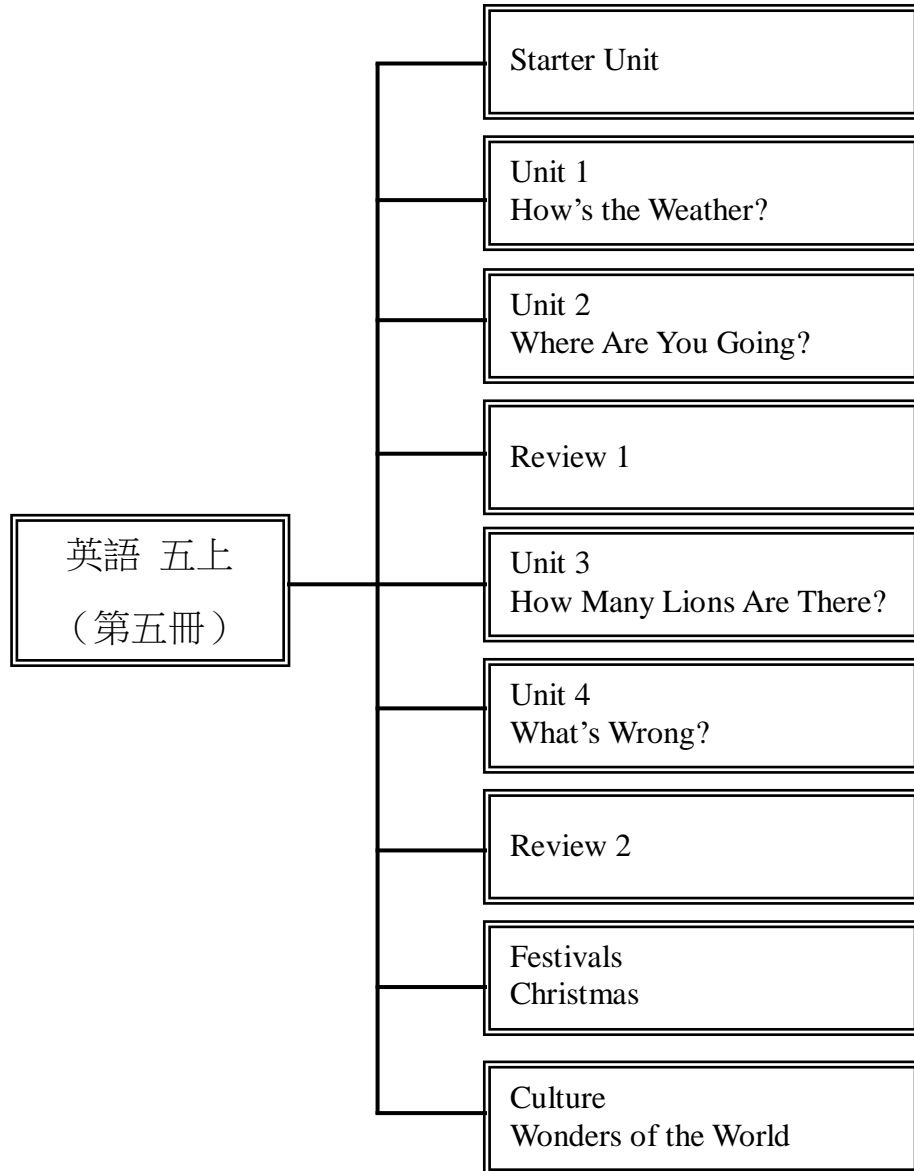 Starter Unit
Unit 1
How’s the Weather?
Unit 2
Where Are You Going?
Review 1
英語 五上
（第五冊）
Unit 3
How Many Lions Are There?
Unit 4
What’s Wrong?
Review 2
Festivals
Christmas
Culture
Wonders of the World